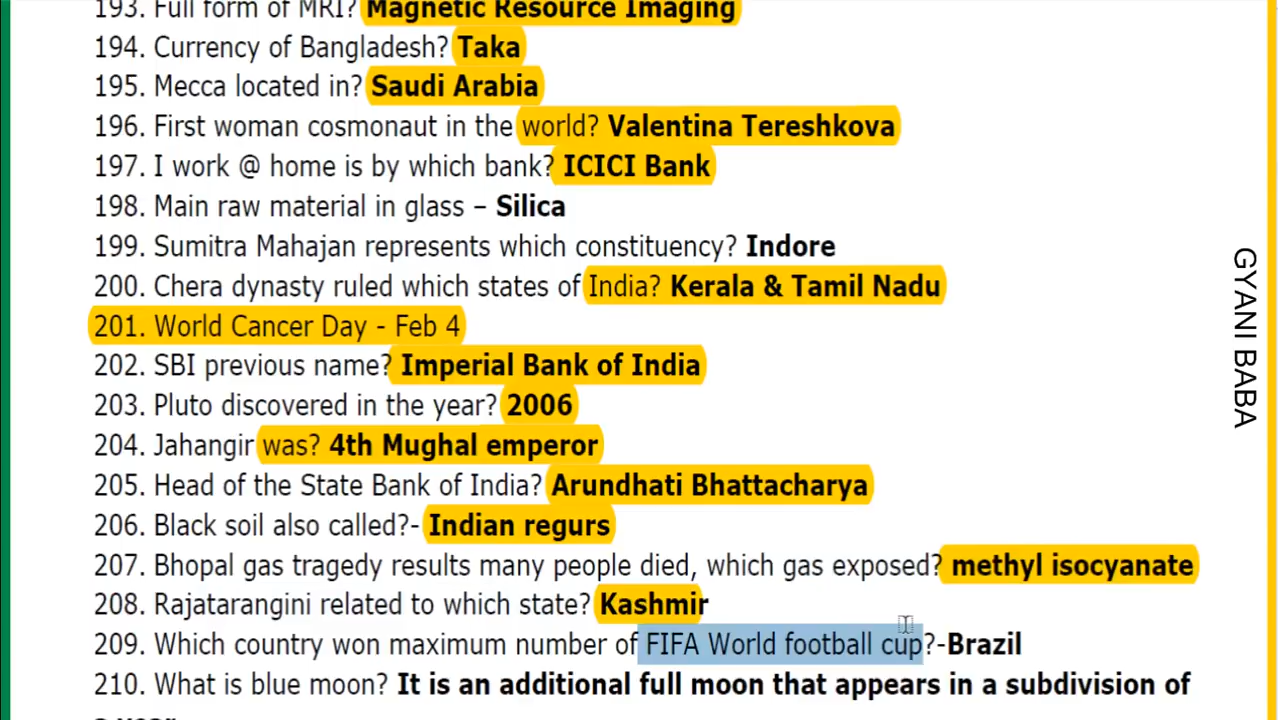 193. Full form of MRI? Magnetic Resource Imaging
194. Currency of Bangladesh? Taka
195. Mecca located in? Saudi Arabia
196. First woman cosmonaut in the world? Valentina Tereshkova
197. I work @ home is by which bank? ICICI Bank
198. Main raw material in glass – Silica
199. Sumitra Mahajan represents which constituency? Indore
200. Chera dynasty ruled which states of India? Kerala & Tamil Nadu
201. World Cancer Day - Feb 4
202. SBI previous name? Imperial Bank of India
203. Pluto discovered in the year? 2006
204. Jahangir was? 4th Mughal emperor
205. Head of the State Bank of India? Arundhati Bhattacharya
206. Black soil also called?- Indian regurs
207. Bhopal gas tragedy results many people died, which gas exposed? methyl isocyanate
208. Rajatarangini related to which state? Kashmir
209. Which country won maximum number of FIFA World football cup?-Brazil
210. What is blue moon? It is an additional full moon that appears in a subdivision of
GYANI BABA